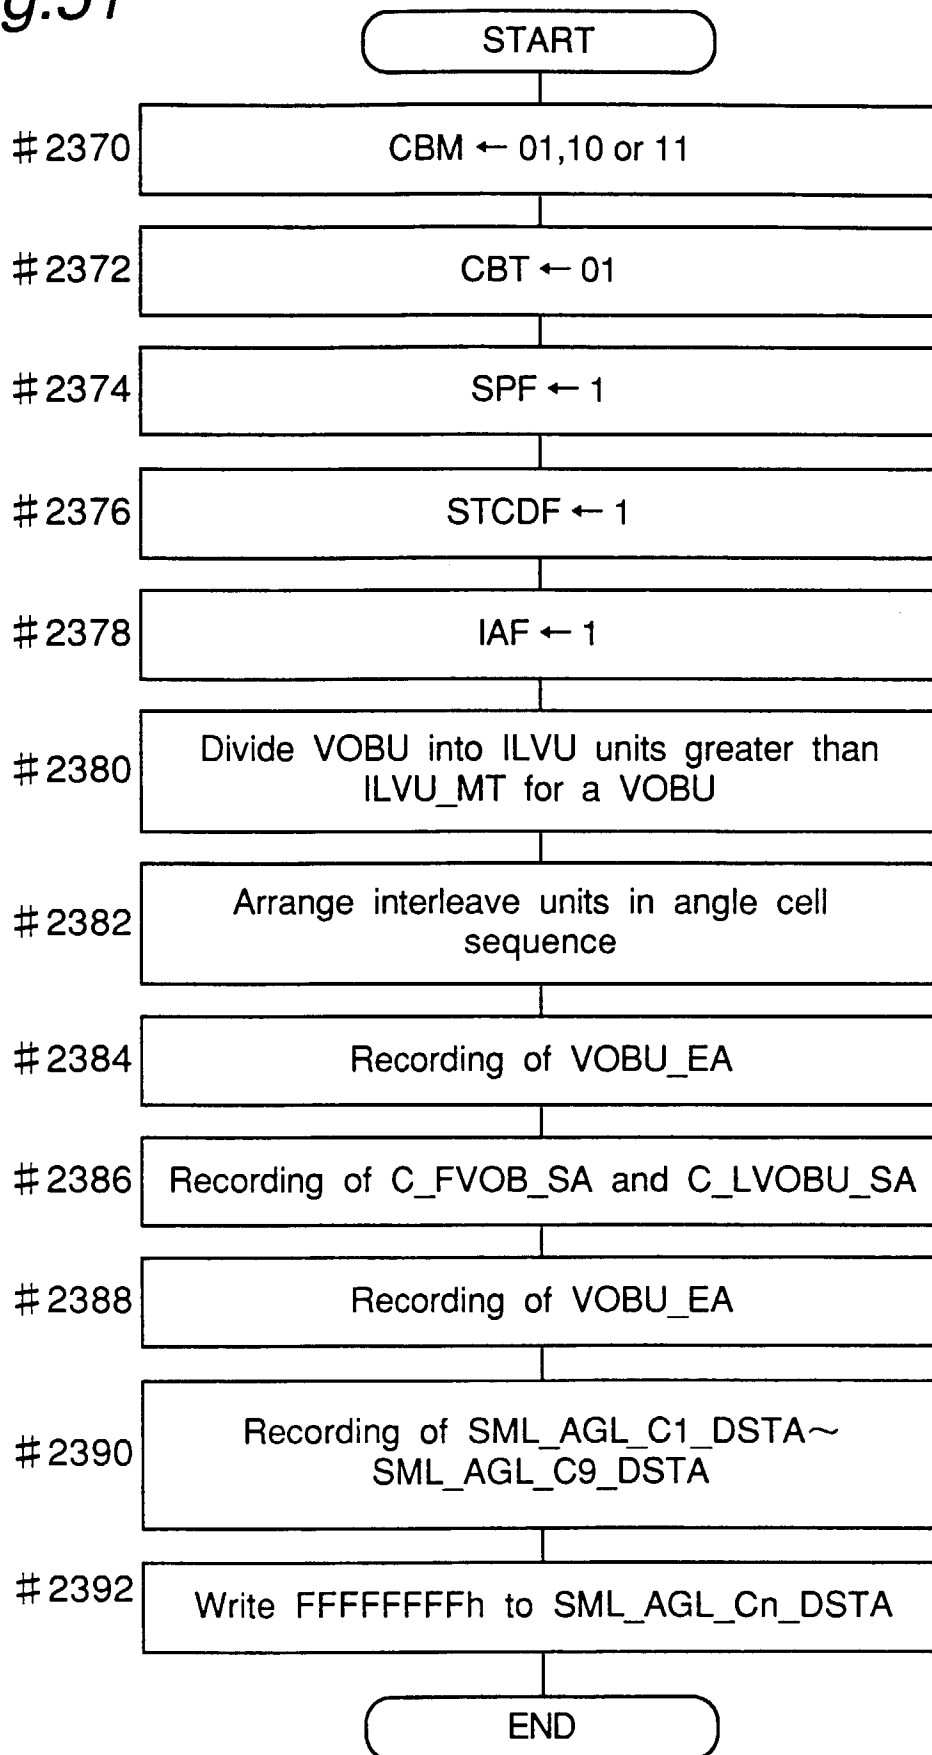 g.57
START
#2370
CBM ← 01,10 or 11
#2372
CBT ← 01
#2374
SPF ← 1
#2376
STCDF ← 1
#2378
IAF ← 1
#2380
Divide VOBU into ILVU units greater than
ILVU_MT for a VOBU
#2382
Arrange interleave units in angle cell
sequence
#2384
Recording of VOBU_EA
#2386
Recording of C_FVOB_SA and C_LVOBU_SA
#2388
Recording of VOBU_EA
#2390
Recording of SML_AGL_C1_DSTA~
SML_AGL_C9_DSTA
#2392
Write FFFFFFFFh to SML_AGL_Cn_DSTA
END